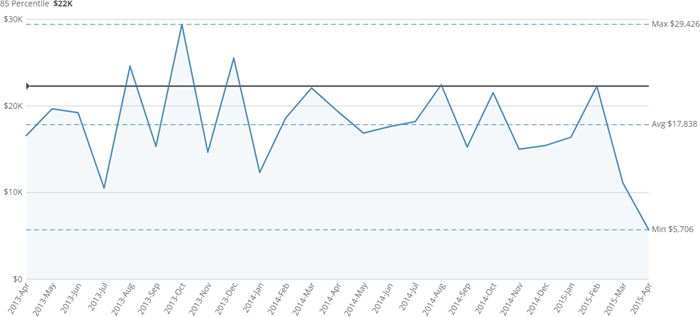 85 Percentile $22K
$30K
Max $29,426
$20K
Avg $17,838
$10K
Min $5,706
$0
2013-Apr
2013-May
2013-Jun
2013-Jul
2013-Aug
2013-Sep
2013-Oct
2013-Nov
2013-Dec
2014-Jan
2014-Feb
2014-Mar
2014-Apr
2014-May
2014-Jun
2014-Jul
2014-Aug
2014-Sep
2014-Oct
2014-Nov
2014-Dec
2015-Jan
2015-Feb
2015-Mar
2015-Apr